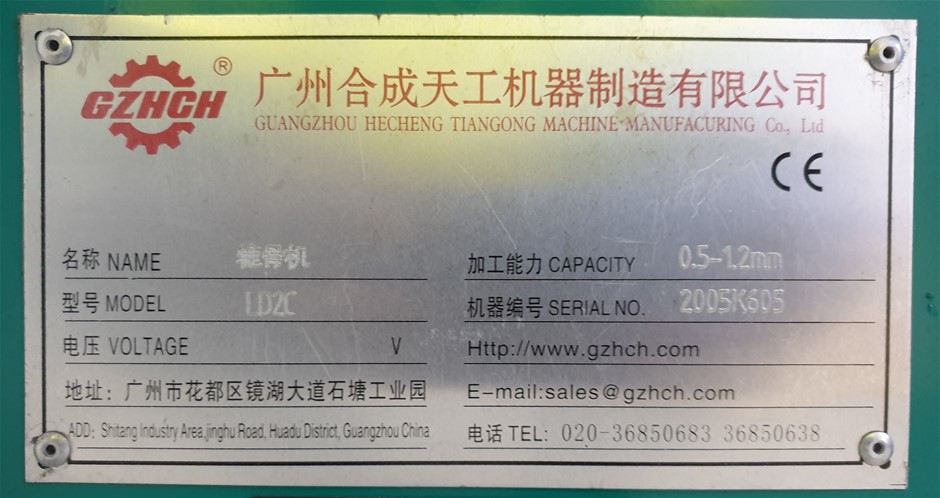 GZHCH ®
广州合成天工机器制造有限公司
GUANGZHOU HECHENG TIANGONG MACHINE MANUFACURING Co., Ltd
CE
名称 NAME 骨机
加工能力 CAPACITY 0.5-1.2mm
型号 MODEL LD2C
机器编号 SERIAL NO. 2005K605
电压 VOLTAGE V
Http://www.gzhch.com
地址: 广州市花都区镜湖大道石塘工业园
E-mail:sales@gzhch.com
ADD: Shitang Industry Area,jinghu Road, Huadu District, Guangzhou China
电话 TEL: 020-36850683 36850638